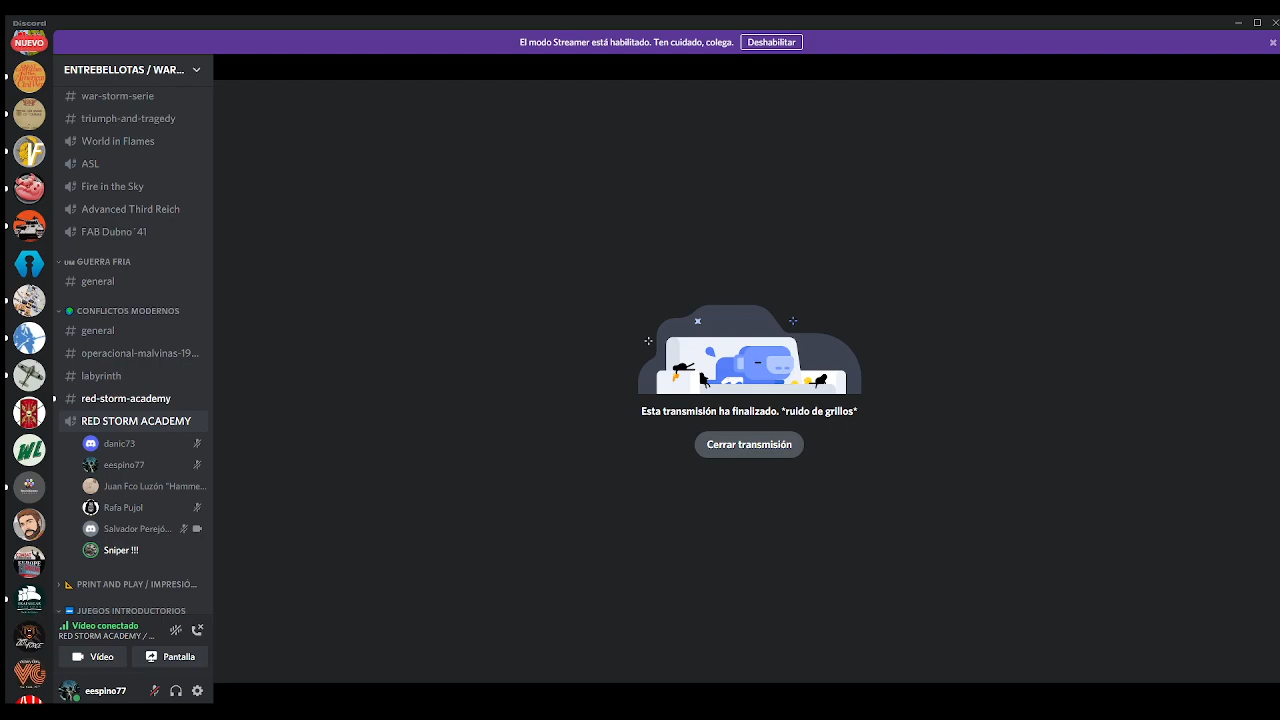 Discord
El modo Streamer está habilitado. Ten cuidado, colega.
Deshabilitar
NUEVO
ENTREBELLOTAS / WAR...
war-storm-serie
triumph-and-tragedy
World in Flames
ASL
Fire in the Sky
Advanced Third Reich
FAB Dubno ´41
GUERRA FRIA
general
CONFLICTOS MODERNOS
general
operacional-malvinas-19...
labyrinth
red-storm-academy
RED STORM ACADEMY
danic73
eespino77
Juan Fco Luzón "Hamme...
Rafa Pujol
Salvador Perejó...
Sniper !!!
PRINT AND PLAY / IMPRESIÓ...
JUEGOS INTRODUCTORIOS
Vídeo conectado
RED STORM ACADEMY / ...
Vídeo
Pantalla
eespino77
Esta transmisión ha finalizado. *ruido de grillos*
Cerrar transmisión